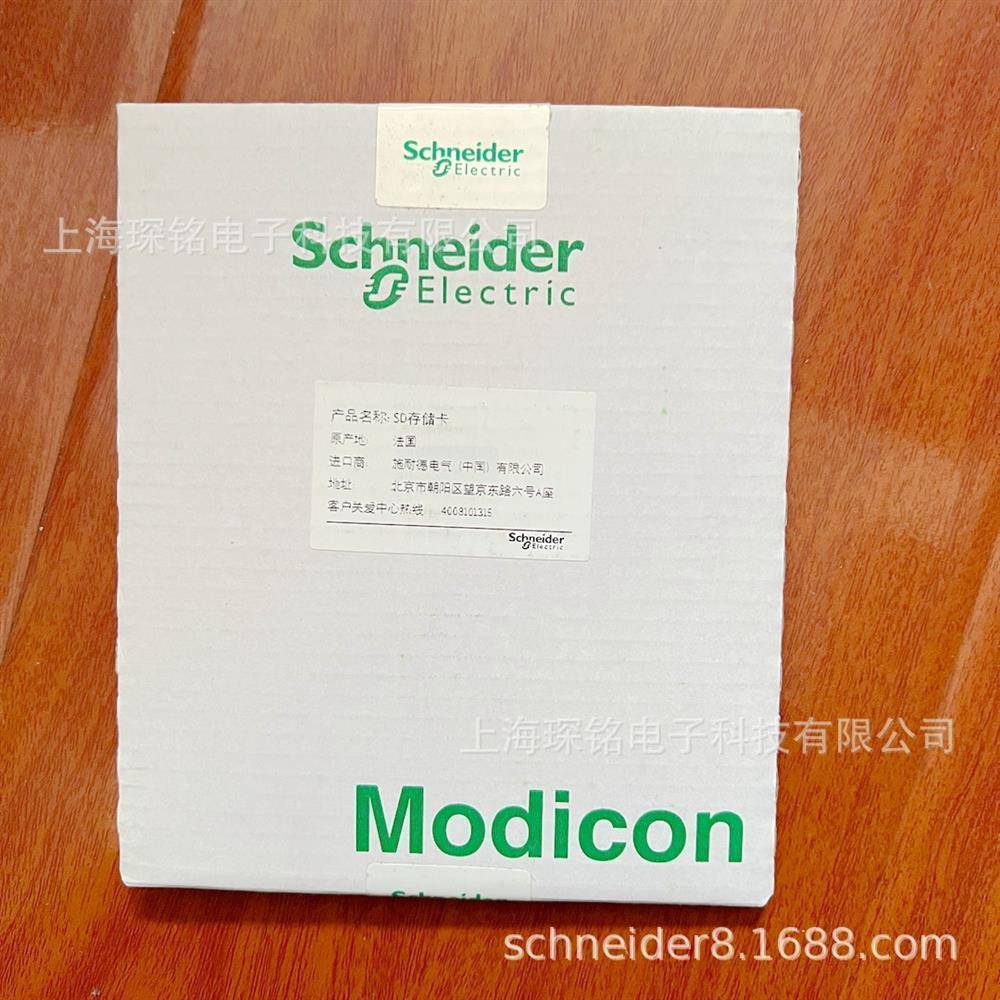 Schneider
Electric
上海琛铭电子科技有限公司
Schneider
Electric
产品名称: SD存储卡
原产地: 法国
进口商: 施耐德电气（中国）有限公司
地址: 北京市朝阳区望京东路六号A座
客户关爱中心热线: 4008101315
Schneider
Electric
上海琛铭电子科技有限公司
Modicon
Schneider
schneider8.1688.com